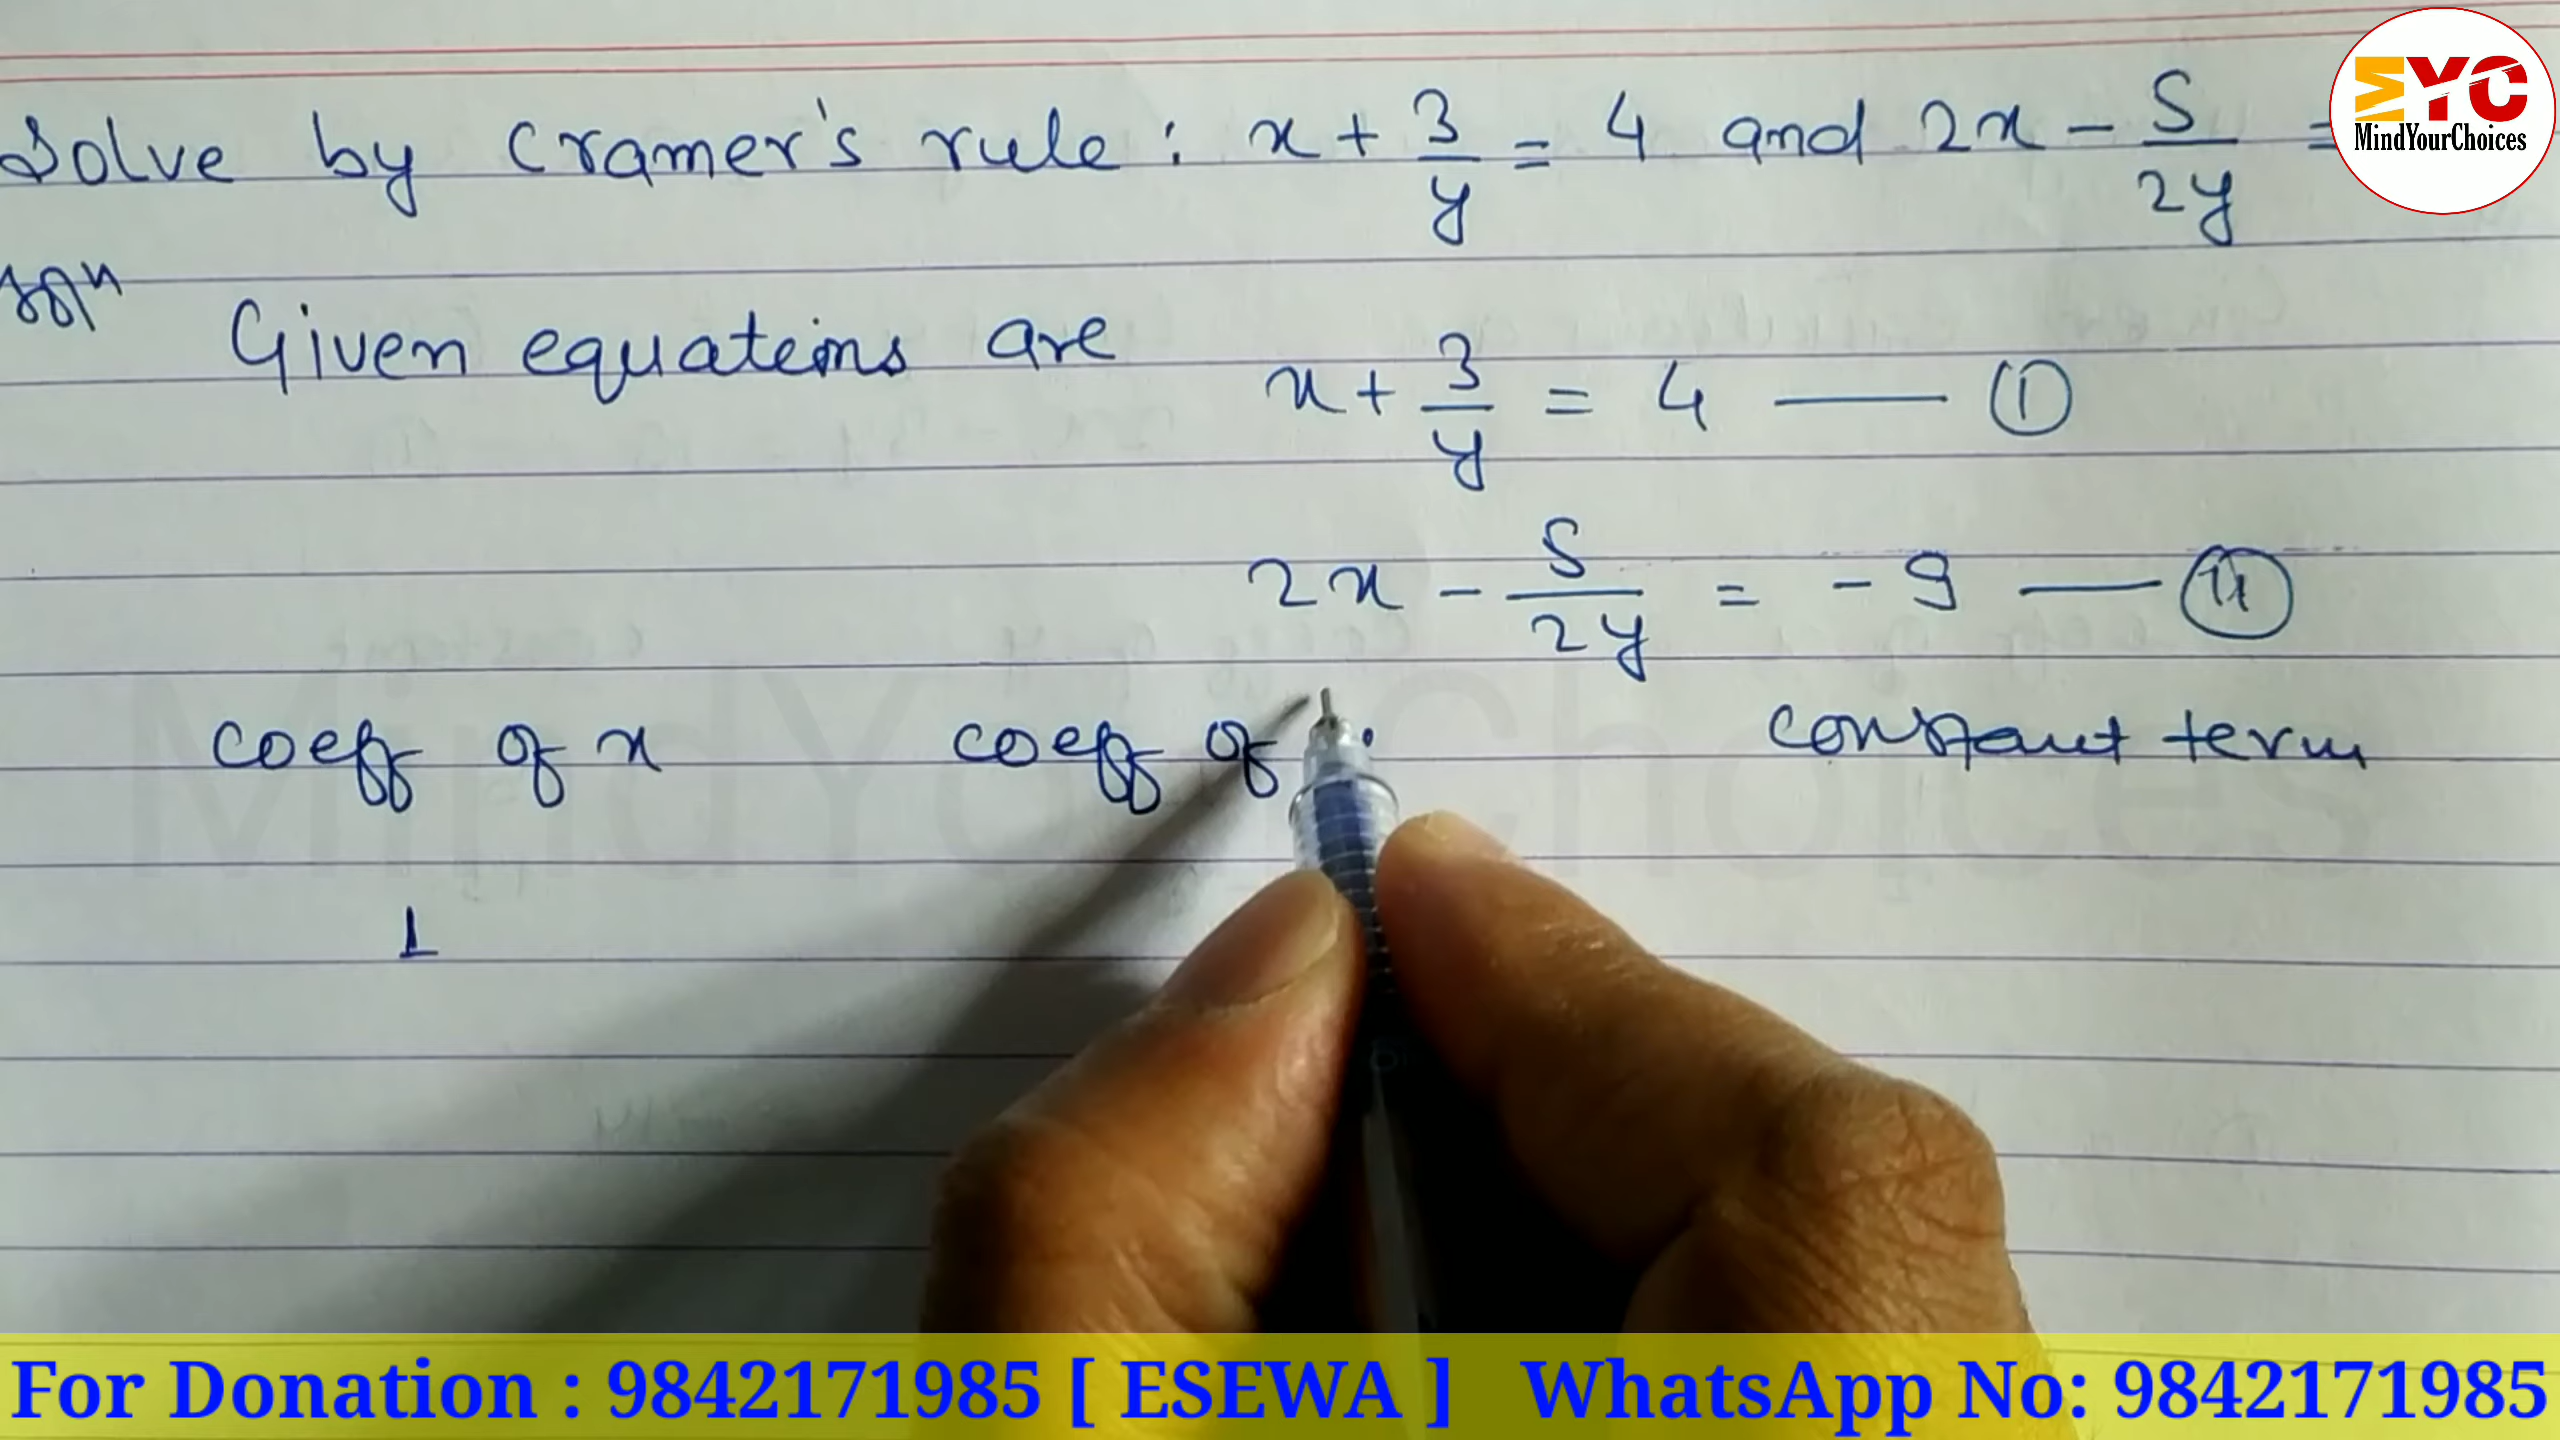 MYC
MindYourChoices
Solve by Cramer's rule: x + 3/y = 4 and 2x - 5/2y =
Solⁿ
Given equations are
x + 3/y = 4 — (I)
2x - 5/2y = -9 — (II)
coeff of x coeff of constant term
1
MindYourChoices
For Donation : 9842171985 [ ESEWA ] WhatsApp No: 9842171985